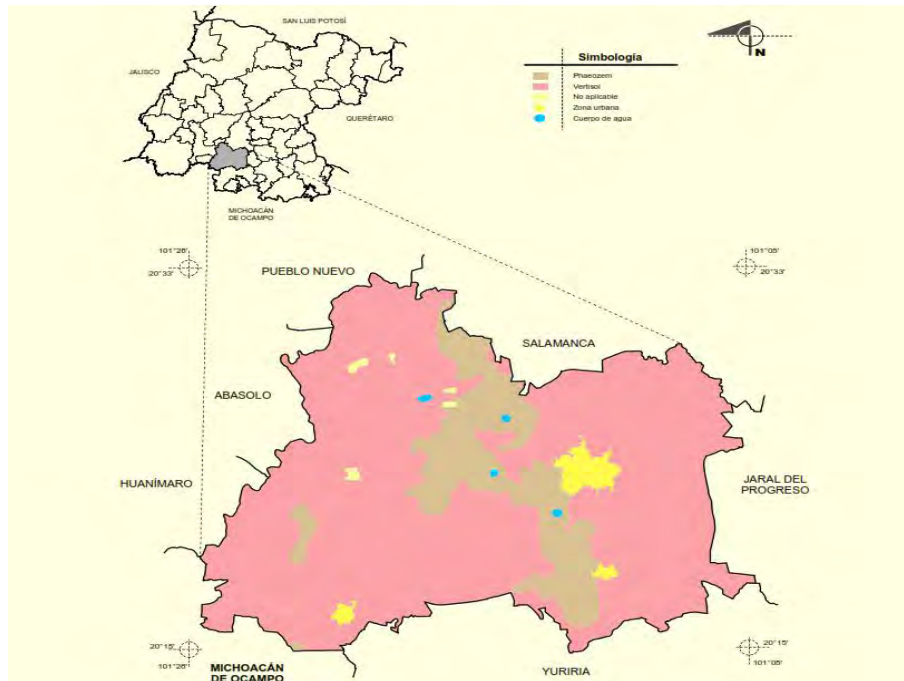 SAN LUIS POTOSÍ
JALISCO
QUERÉTARO
MICHOACÁN
DE OCAMPO
N
Simbología
Phaeozem
Vertisol
No aplicable
Zona urbana
Cuerpo de agua
101°28'
20°33'
101°05'
20°33'
PUEBLO NUEVO
SALAMANCA
ABASOLO
HUANÍMARO
JARAL DEL
PROGRESO
20°15'
101°28'
MICHOACÁN
DE OCAMPO
YURIRIA
20°15'
101°05'